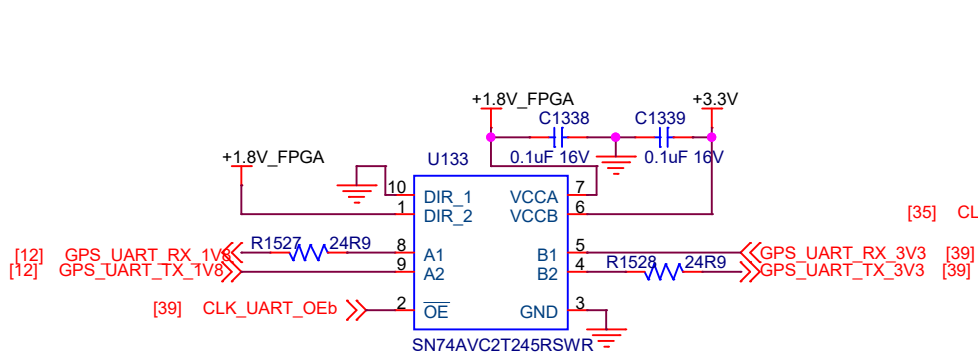 +1.8V_FPGA
+3.3V
C1338
C1339
0.1uF 16V
0.1uF 16V
+1.8V_FPGA
U133
10
DIR_1
VCCA
7
1
DIR_2
VCCB
6
[35] CL
[12] GPS_UART_RX_1V8
R1527
24R9
8
A1
B1
5
GPS_UART_RX_3V3 [39]
[12] GPS_UART_TX_1V8
9
A2
B2
4
R1528
24R9
GPS_UART_TX_3V3 [39]
[39] CLK_UART_OEb
2
OE
GND
3
SN74AVC2T245RSWR